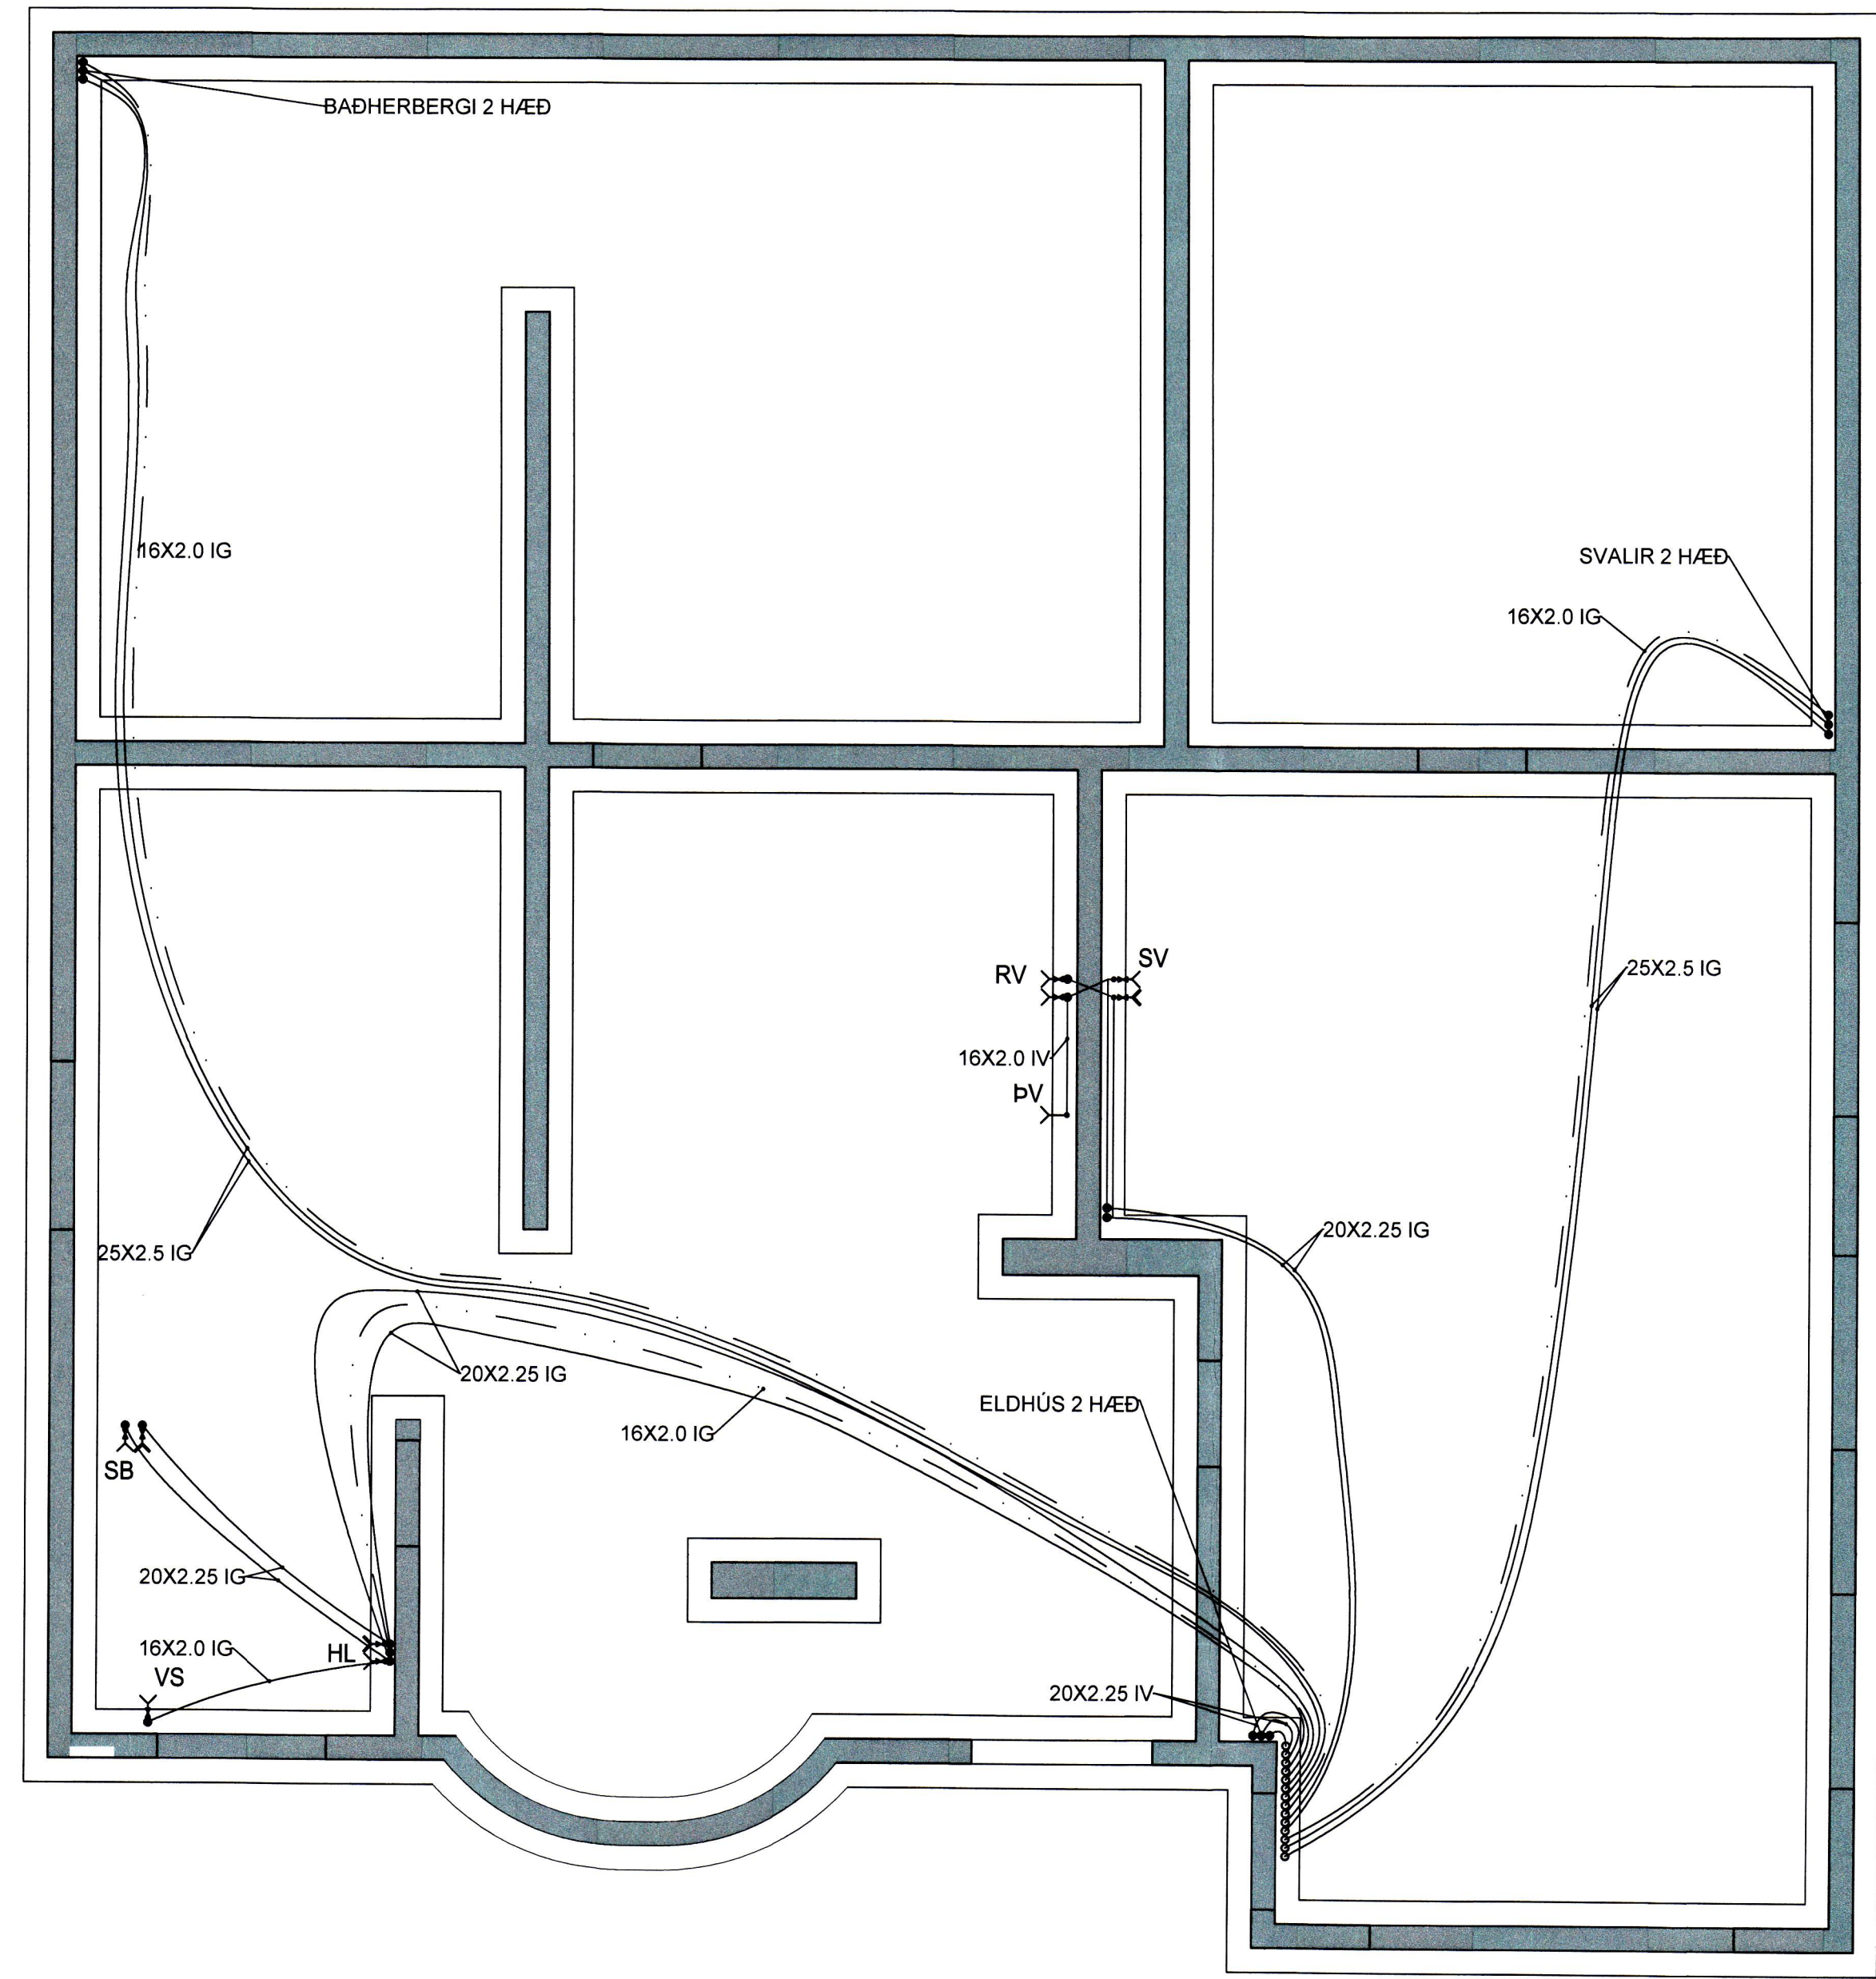 BAÐHERBERGI 2 HÆÐ
16X2.0 IG
SVALIR 2 HÆÐ
16X2.0 IG
SV
RV
25X2.5 IG
16X2.0 IV
ÞV
20X2.25 IG
25X2.5 IG
20X2.25 IG
ELDHÚS 2 HÆÐ
16X2.0 IG
SB
20X2.25 IG
16X2.0 IG
HL
VS
20X2.25 IV